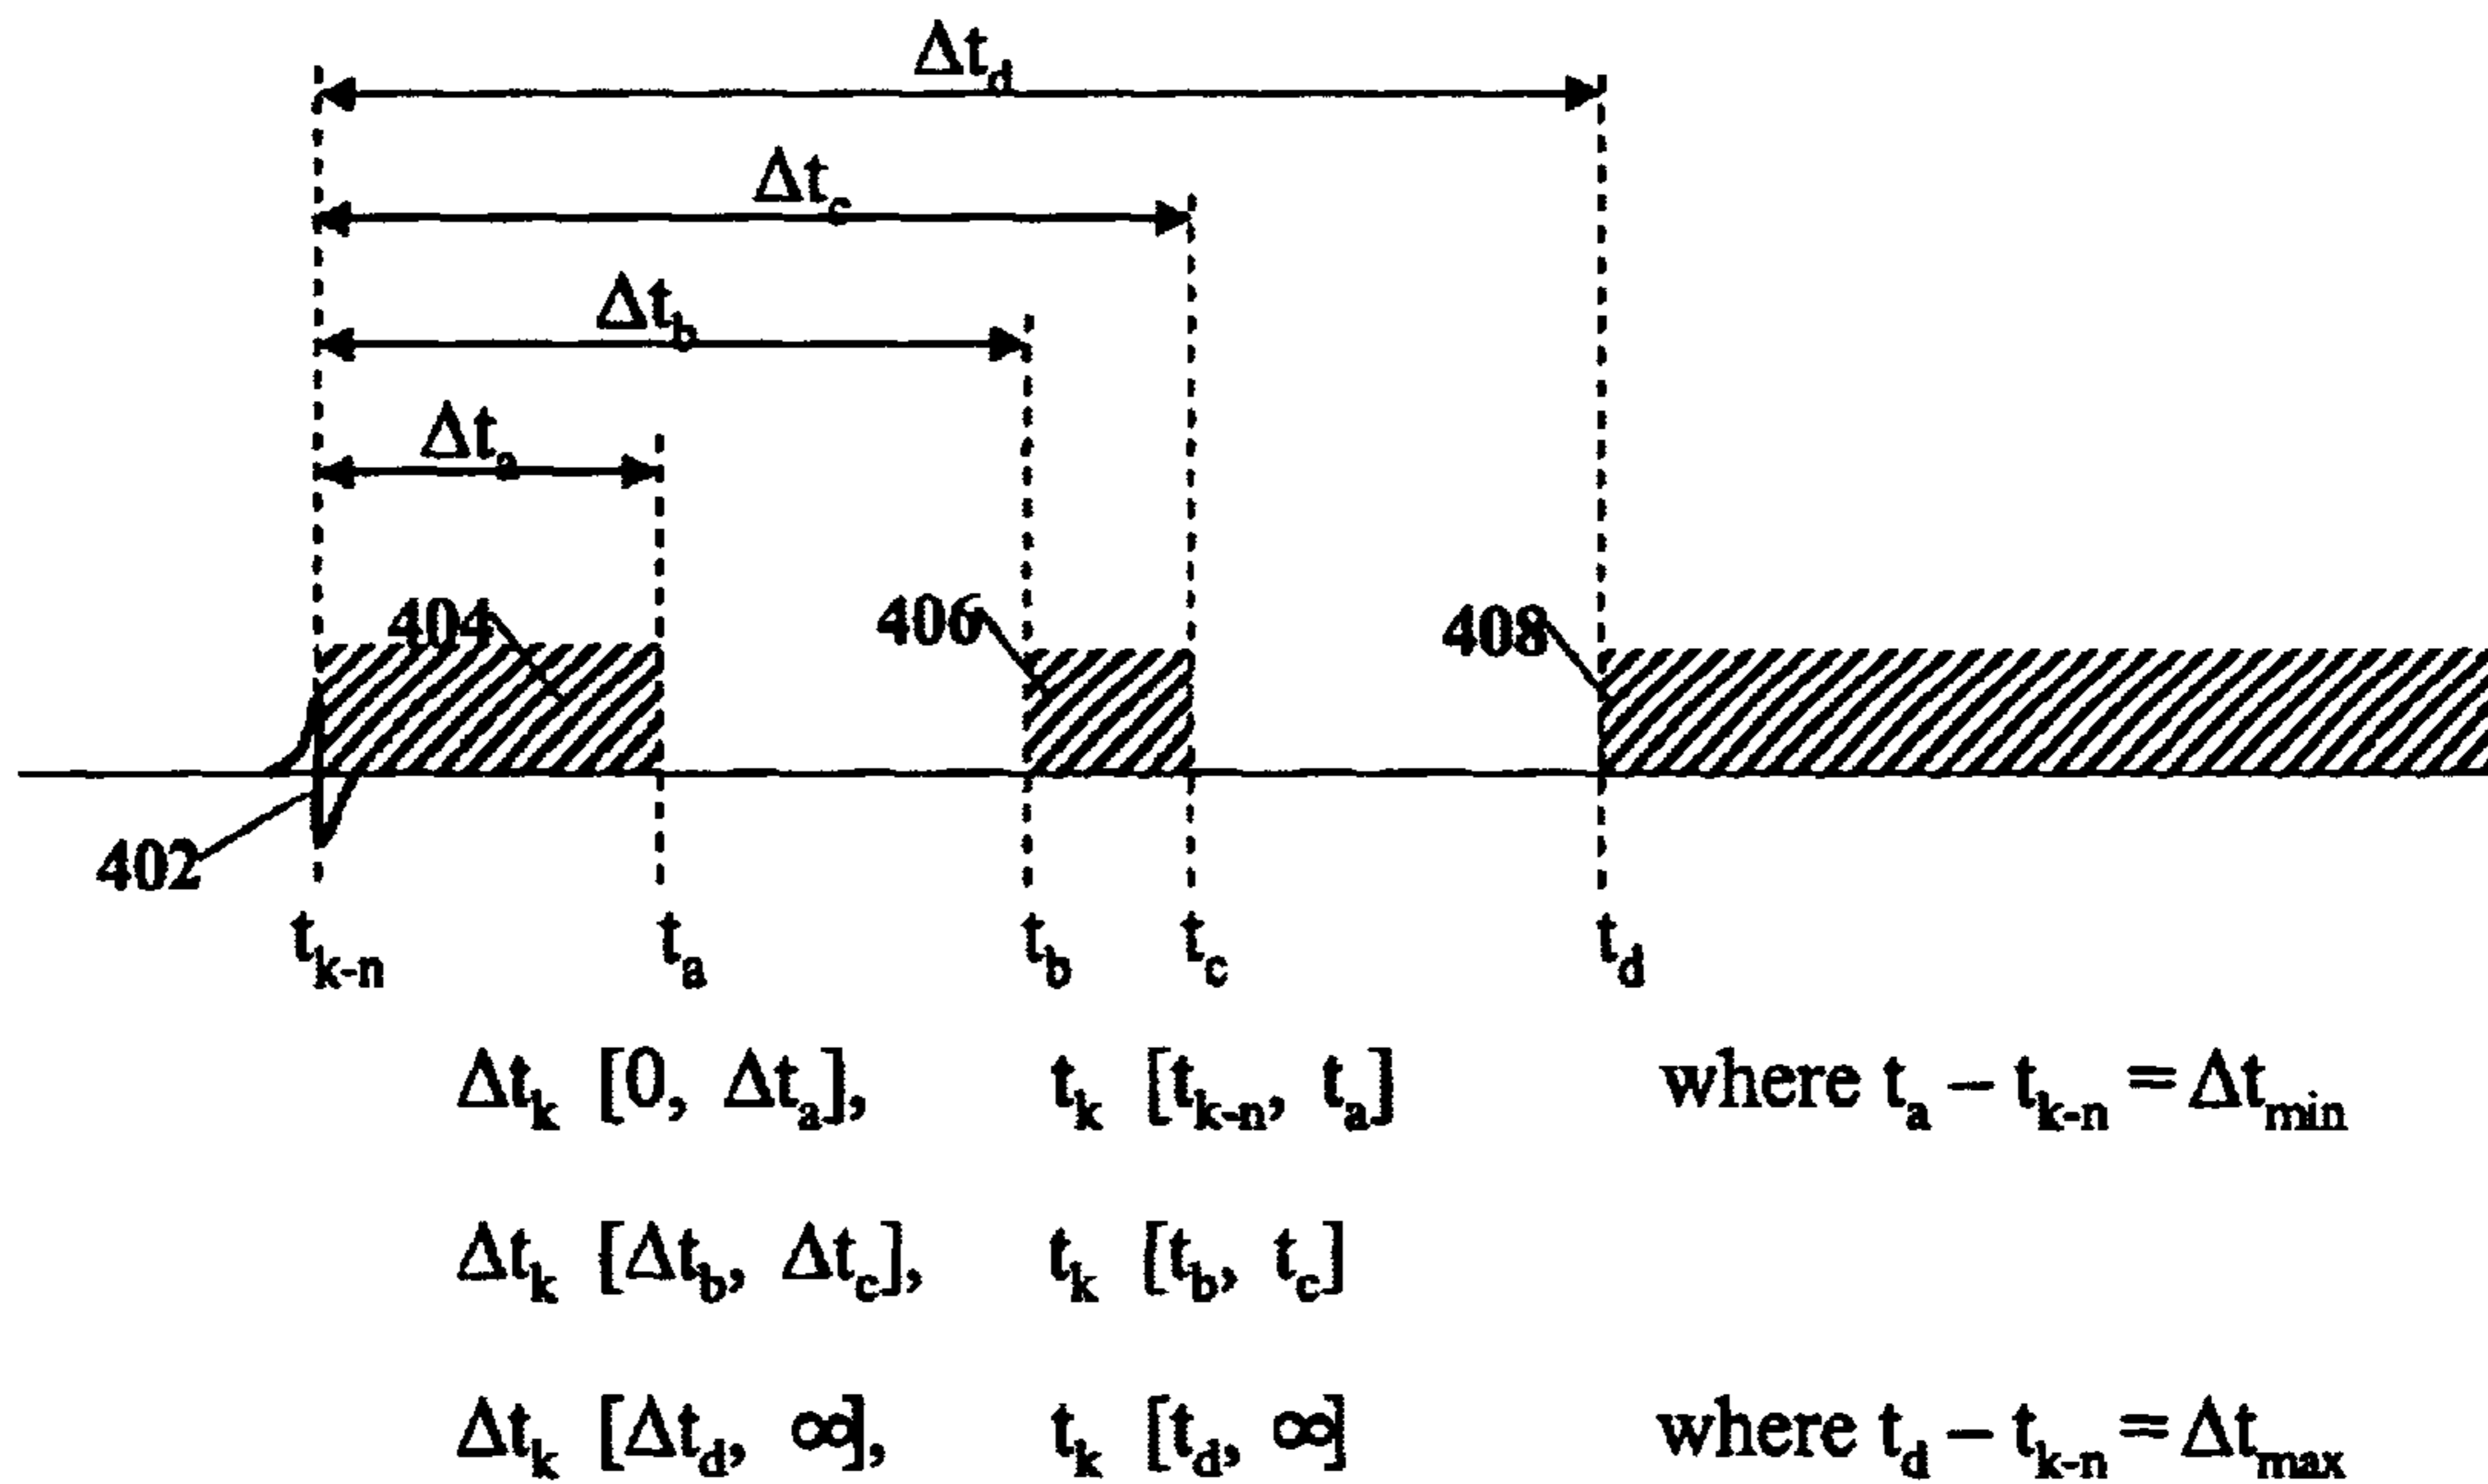 Δt_d
Δt_c
Δt_b
Δt_a
404 406 408
402
t_k-n t_a t_b t_c t_d
Δt_k [0, Δt_a], t_k [t_k-n, t_a] where t_a – t_k-n = Δt_min
Δt_k [Δt_b, Δt_c], t_k [t_b, t_c]
Δt_k [Δt_d, ∞], t_k [t_d, ∞] where t_d – t_k-n = Δt_max